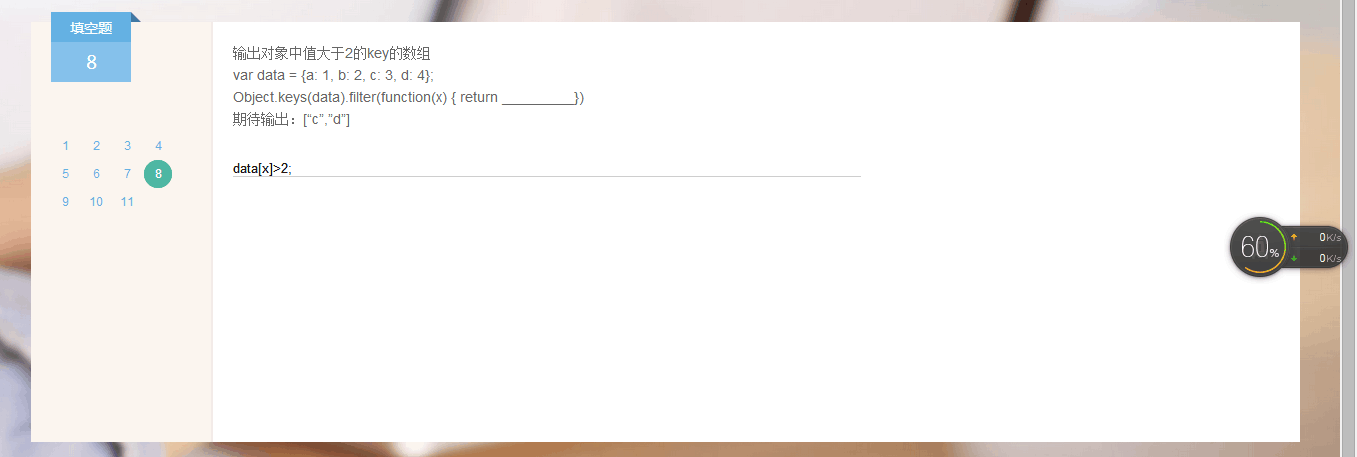 填空题
8
1 2 3 4
5 6 7 8
9 10 11
输出对象中值大于2的key的数组
var data = {a: 1, b: 2, c: 3, d: 4};
Object.keys(data).filter(function(x) { return __________})
期待输出：[“c”,”d”]
data[x]>2;
60%
0K/s
0K/s